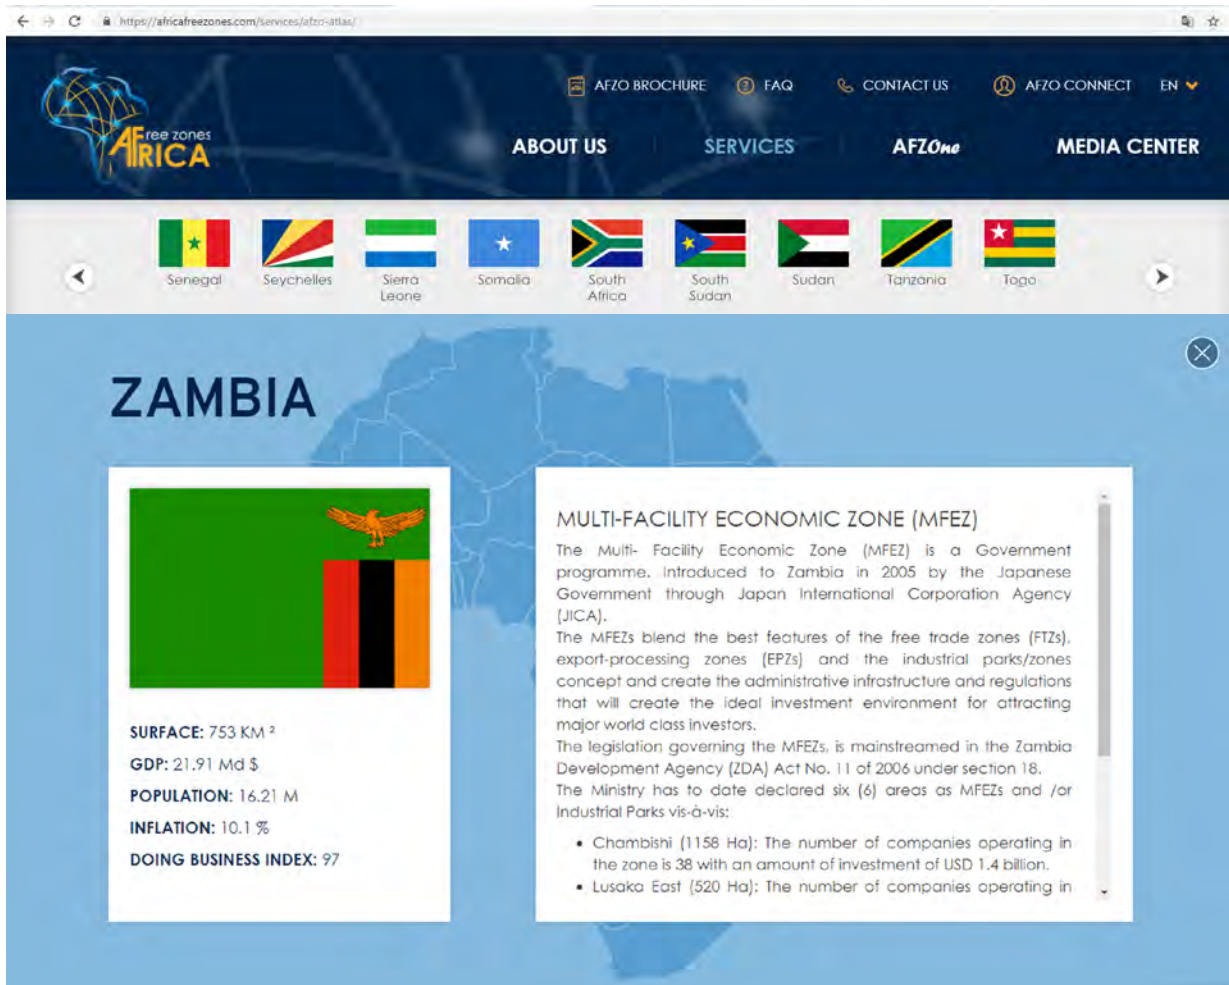 https://africafreezones.com/services/afzo-atlas/
AFZO BROCHURE FAQ CONTACT US AFZO CONNECT EN
AFree zones
AFRICA
ABOUT US SERVICES AFZOne MEDIA CENTER
Senegal Seychelles Sierra Leone Somalia South Africa South Sudan Sudan Tanzania Togo
ZAMBIA
SURFACE: 753 KM ²
GDP: 21.91 Md $
POPULATION: 16.21 M
INFLATION: 10.1 %
DOING BUSINESS INDEX: 97
MULTI-FACILITY ECONOMIC ZONE (MFEZ)
The Multi- Facility Economic Zone (MFEZ) is a Government
programme. Introduced to Zambia in 2005 by the Japanese
Government through Japan International Corporation Agency
(JICA).
The MFEZs blend the best features of the free trade zones (FTZs),
export-processing zones (EPZs) and the industrial parks/zones
concept and create the administrative infrastructure and regulations
that will create the ideal investment environment for attracting
major world class investors.
The legislation governing the MFEZs, is mainstreamed in the Zambia
Development Agency (ZDA) Act No. 11 of 2006 under section 18.
The Ministry has to date declared six (6) areas as MFEZs and /or
Industrial Parks vis-à-vis:
• Chambishi (1158 Ha): The number of companies operating in
the zone is 38 with an amount of investment of USD 1.4 billion.
• Lusaka East (520 Ha): The number of companies operating in